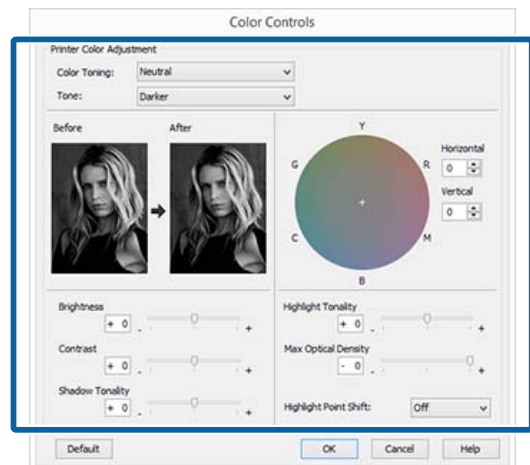 Color Controls
Printer Color Adjustment
Color Toning: Neutral
Tone: Darker
Before After
Y
G R
C M
B
Horizontal
0
Vertical
0
Brightness
+ 0 - +
Contrast
+ 0 - +
Shadow Tonality
+ 0 - +
Highlight Tonality
+ 0 - +
Max Optical Density
- 0 - +
Highlight Point Shift: Off
Default OK Cancel Help